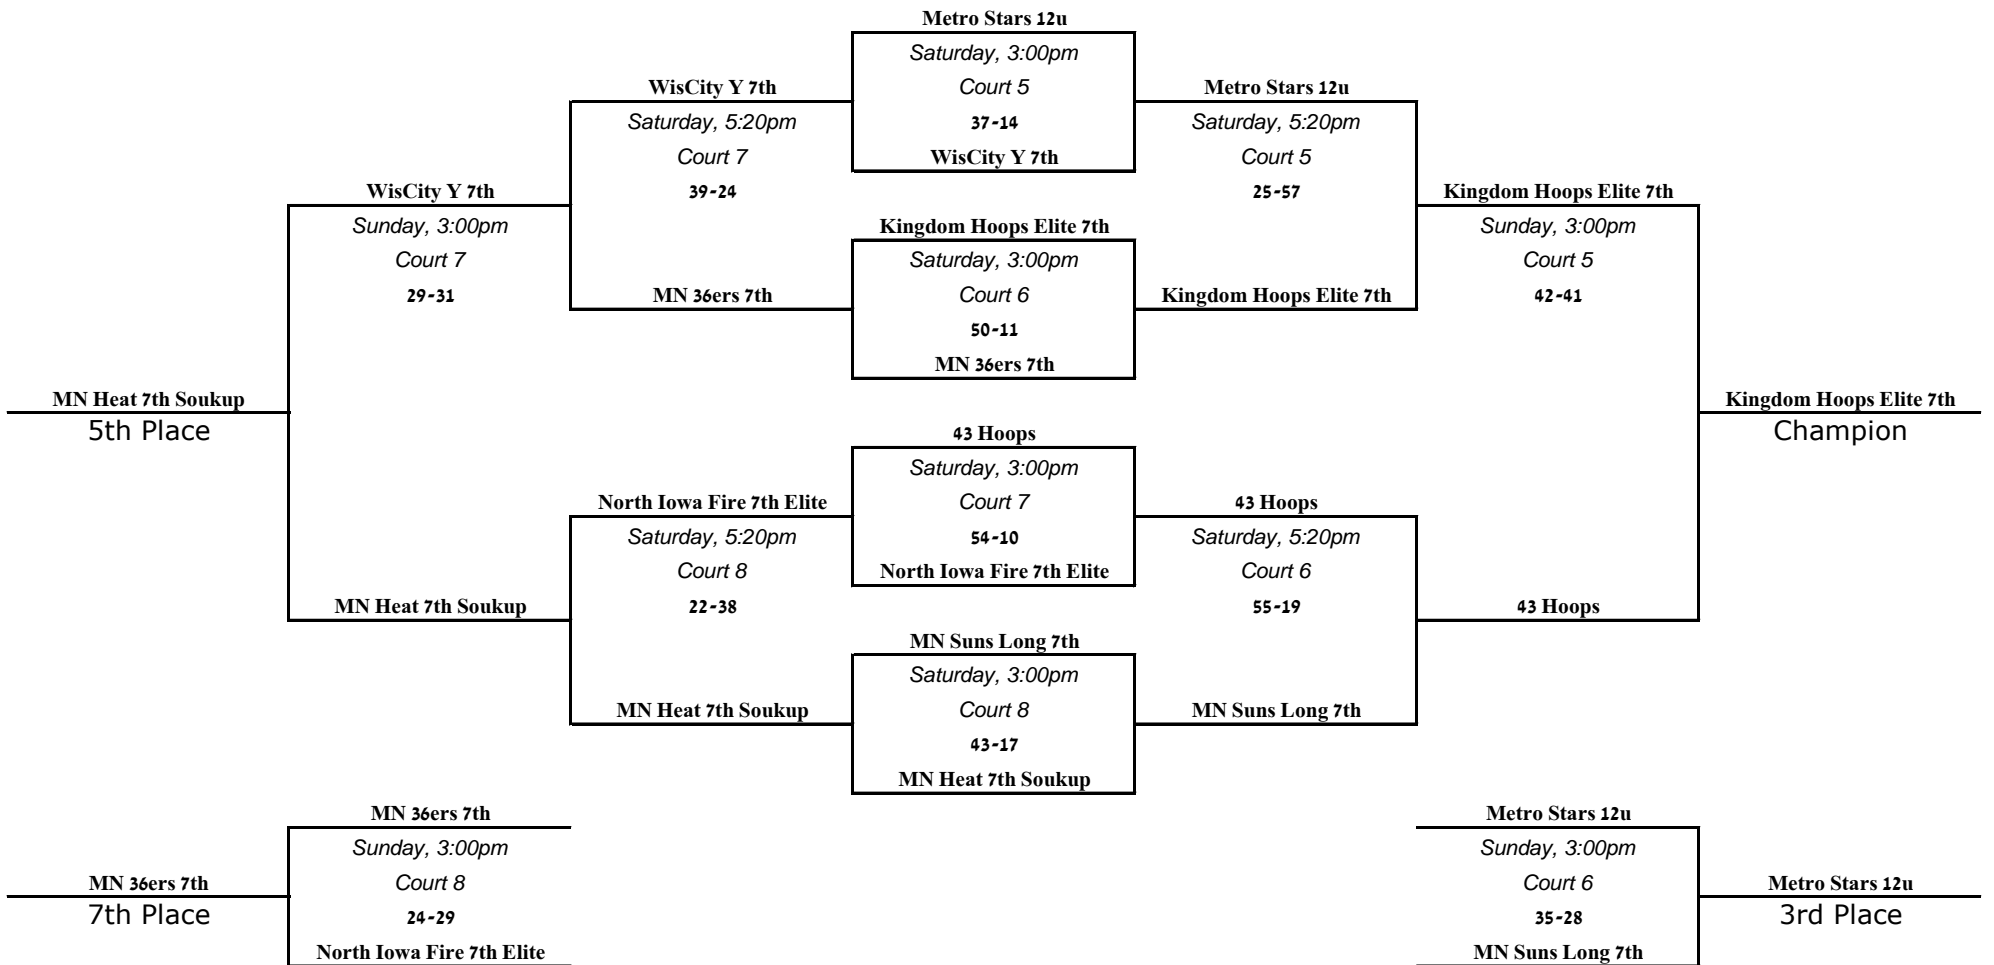 Metro Stars 12u
Saturday, 3:00pm
WisCity Y 7th
Court 5
Metro Stars 12u
Saturday, 5:20pm
37-14
Saturday, 5:20pm
Court 7
WisCity Y 7th
Court 5
WisCity Y 7th
39-24
25-57
Kingdom Hoops Elite 7th
Sunday, 3:00pm
Kingdom Hoops Elite 7th
Sunday, 3:00pm
Court 7
Saturday, 3:00pm
Court 5
29-31
MN 36ers 7th
Court 6
Kingdom Hoops Elite 7th
42-41
50-11
MN 36ers 7th
MN Heat 7th Soukup
Kingdom Hoops Elite 7th
5th Place
43 Hoops
Champion
Saturday, 3:00pm
North Iowa Fire 7th Elite
Court 7
43 Hoops
Saturday, 5:20pm
54-10
Saturday, 5:20pm
Court 8
North Iowa Fire 7th Elite
Court 6
MN Heat 7th Soukup
22-38
55-19
43 Hoops
MN Suns Long 7th
Saturday, 3:00pm
MN Heat 7th Soukup
Court 8
MN Suns Long 7th
43-17
MN Heat 7th Soukup
MN 36ers 7th
Metro Stars 12u
Sunday, 3:00pm
Sunday, 3:00pm
MN 36ers 7th
Court 8
Court 6
Metro Stars 12u
7th Place
24-29
35-28
3rd Place
North Iowa Fire 7th Elite
MN Suns Long 7th